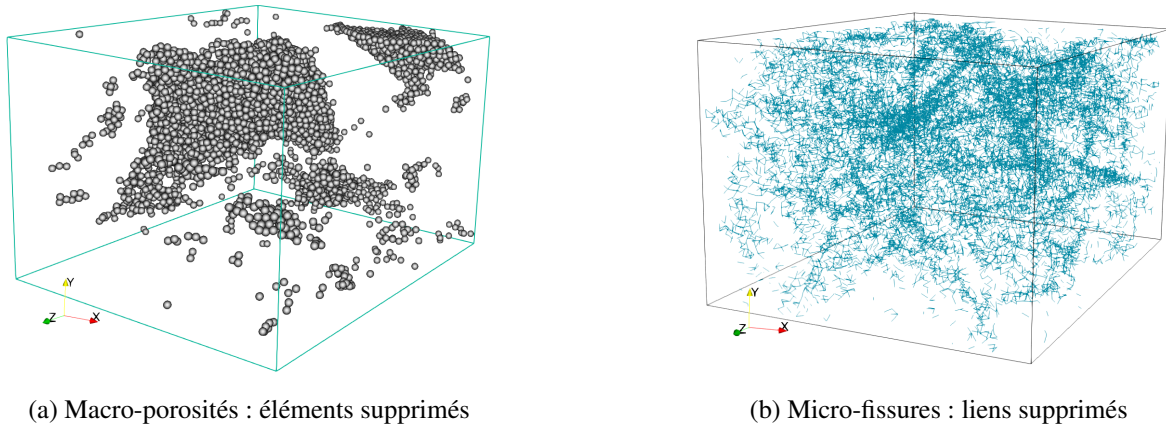 Y
Z
X
Y
Z
X
(a) Macro-porosités : éléments supprimés
(b) Micro-fissures : liens supprimés